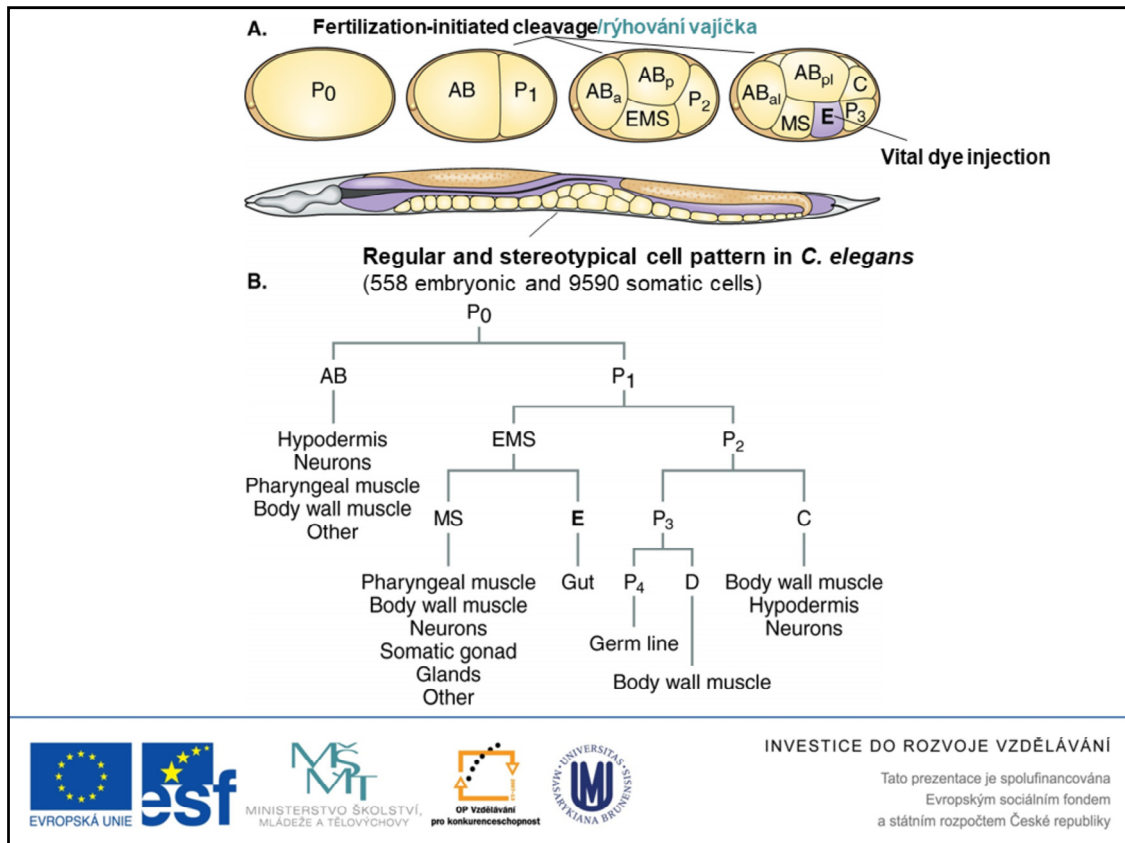 A. Fertilization-initiated cleavage/rýhování vajíčka
P0
AB P1
ABa ABp EMS P2
ABal ABpl MS E C P3
Vital dye injection
Regular and stereotypical cell pattern in C. elegans
(558 embryonic and 9590 somatic cells)
B.
P0
AB P1
Hypodermis
Neurons
Pharyngeal muscle
Body wall muscle
Other
EMS P2
MS E P3 C
Pharyngeal muscle
Body wall muscle
Neurons
Somatic gonad
Glands
Other
Gut
P4 D
Germ line
Body wall muscle
Body wall muscle
Hypodermis
Neurons
EVROPSKÁ UNIE
esf
MŠMT
MINISTERSTVO ŠKOLSTVÍ,
MLÁDEŽE A TĚLOVÝCHOVY
OP Vzdělávání
pro konkurenceschopnost
UNIVERSITAS MASARYKIANA BRUNENSIS
INVESTICE DO ROZVOJE VZDĚLÁVÁNÍ
Tato prezentace je spolufinancována
Evropským sociálním fondem
a státním rozpočtem České republiky